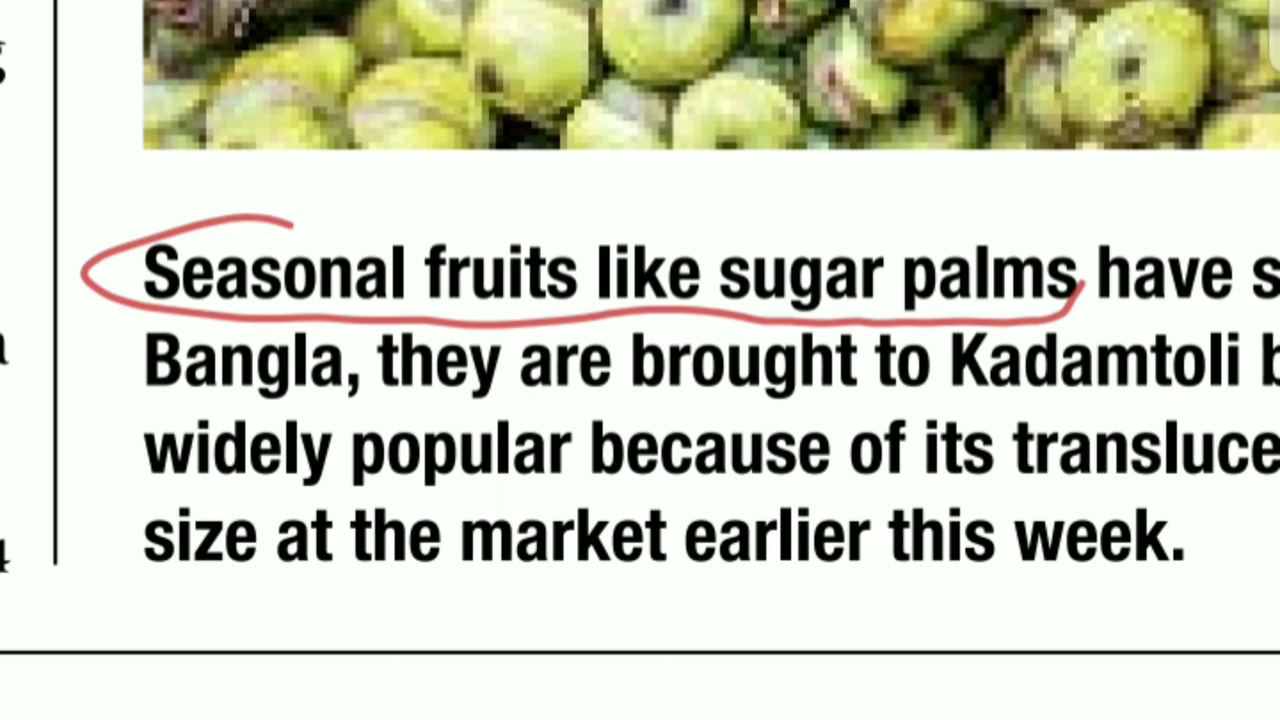 Seasonal fruits like sugar palms have
Bangla, they are brought to Kadamtoli
widely popular because of its
size at the market earlier this week.